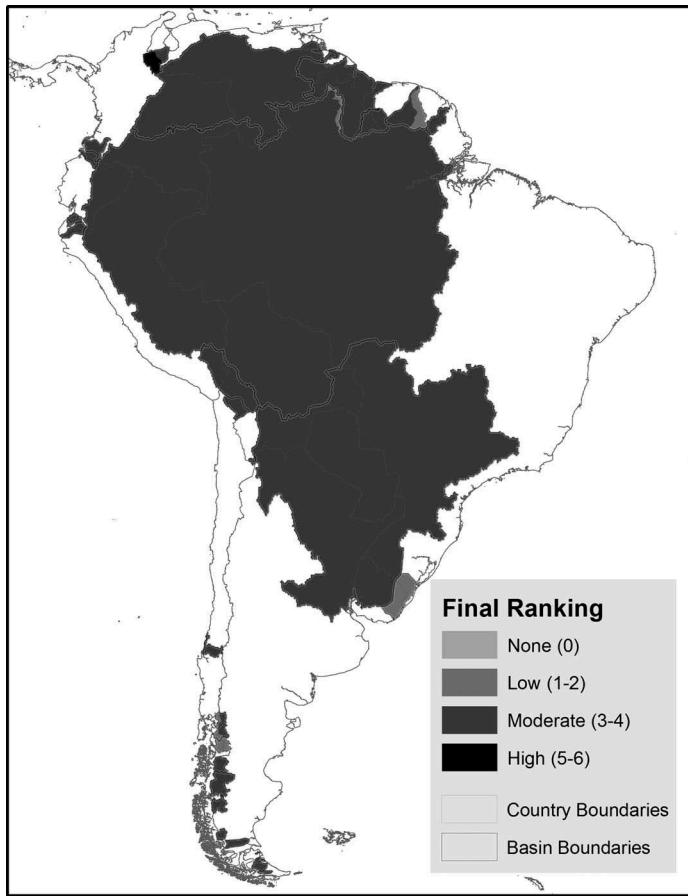 Final Ranking
None (0)
Low (1-2)
Moderate (3-4)
High (5-6)
Country Boundaries
Basin Boundaries